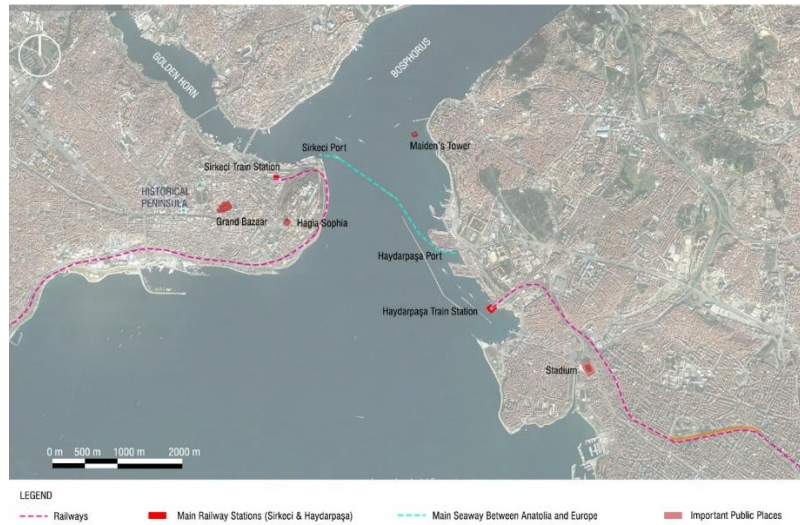 GOLDEN HORN
BOSPHORUS
Sirkeci Port
Maiden's Tower
Sirkeci Train Station
HISTORICAL
PENINSULA
Grand Bazaar
Hagia Sophia
Haydarpaşa Port
Haydarpaşa Train Station
Stadium
0 m 500 m 1000 m 2000 m
LEGEND
Railways
Main Railway Stations (Sirkeci & Haydarpaşa)
Main Seaway Between Anatolia and Europe
Important Public Places